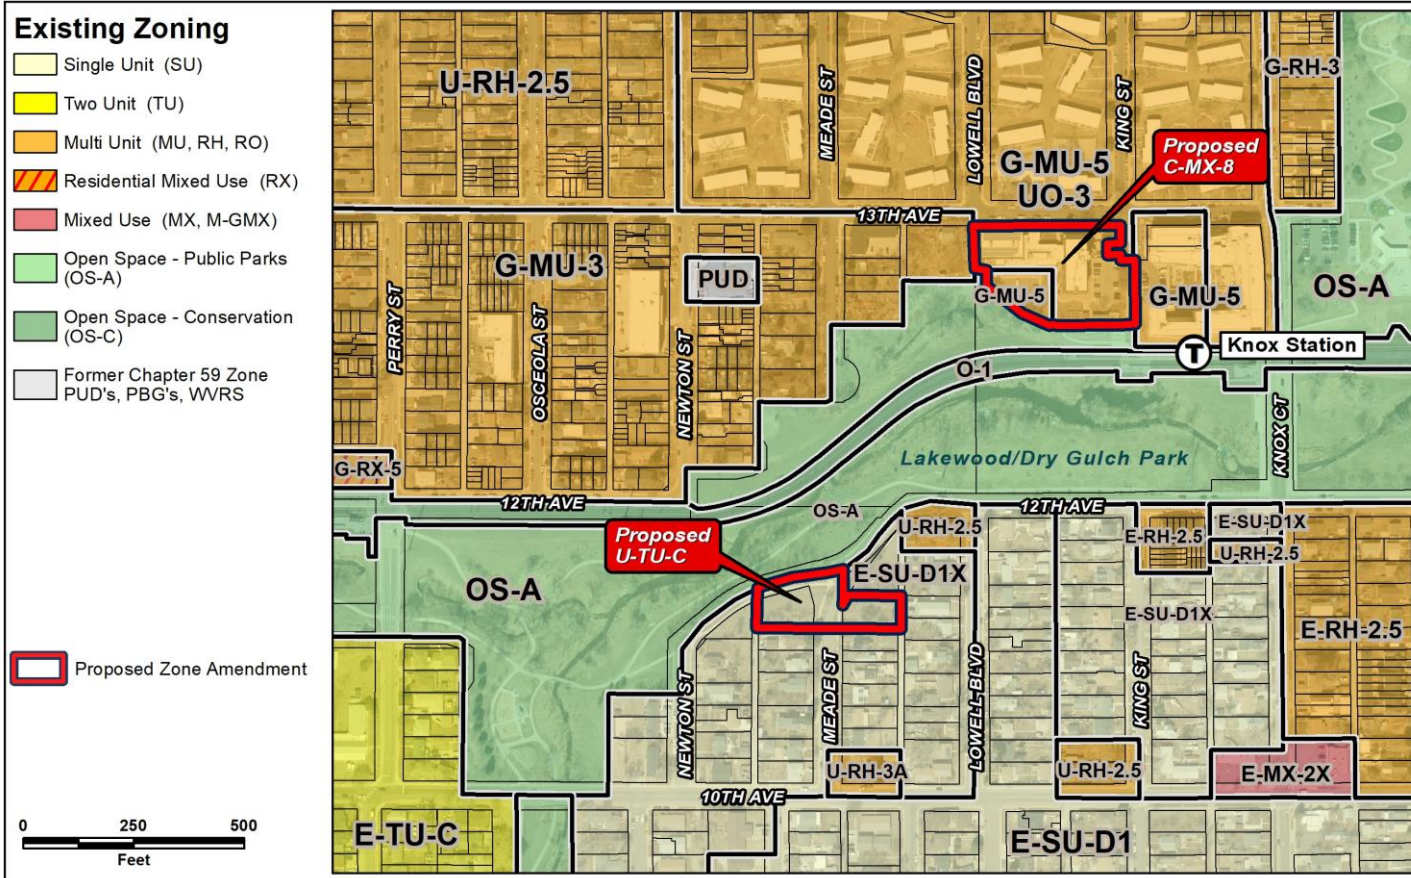 Existing Zoning
Single Unit (SU)
Two Unit (TU)
Multi Unit (MU, RH, RO)
Residential Mixed Use (RX)
Mixed Use (MX, M-GMX)
Open Space - Public Parks
(OS-A)
Open Space - Conservation
(OS-C)
Former Chapter 59 Zone
PUD's, PBG's, WVRS
Proposed Zone Amendment
0 250 500
Feet
U-RH-2.5
MEADE ST
LOWELL BLVD
KING ST
G-RH-3
Proposed
C-MX-8
G-MU-5
UO-3
13TH AVE
G-MU-3
PUD
G-MU-5
G-MU-5
OS-A
PERRY ST
OSCEOLA ST
NEWTON ST
T
Knox Station
O-1
KNOX CT
Lakewood/Dry Gulch Park
G-RX-5
12TH AVE
OS-A
12TH AVE
Proposed
U-TU-C
U-RH-2.5
E-RH-2.5
E-SU-D1X
U-RH-2.5
OS-A
E-SU-D1X
E-SU-D1X
E-RH-2.5
NEWTON ST
MEADE ST
LOWELL BLVD
KING ST
U-RH-3A
U-RH-2.5
E-MX-2X
10TH AVE
E-TU-C
E-SU-D1